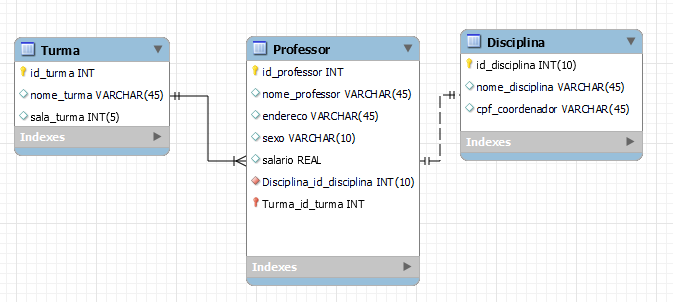 Turma
id_turma INT
nome_turma VARCHAR(45)
sala_turma INT(5)
Indexes
Professor
id_professor INT
nome_professor VARCHAR(45)
endereco VARCHAR(45)
sexo VARCHAR(10)
salario REAL
Disciplina_id_disciplina INT(10)
Turma_id_turma INT
Indexes
Disciplina
id_disciplina INT(10)
nome_disciplina VARCHAR(45)
cpf_coordenador VARCHAR(45)
Indexes